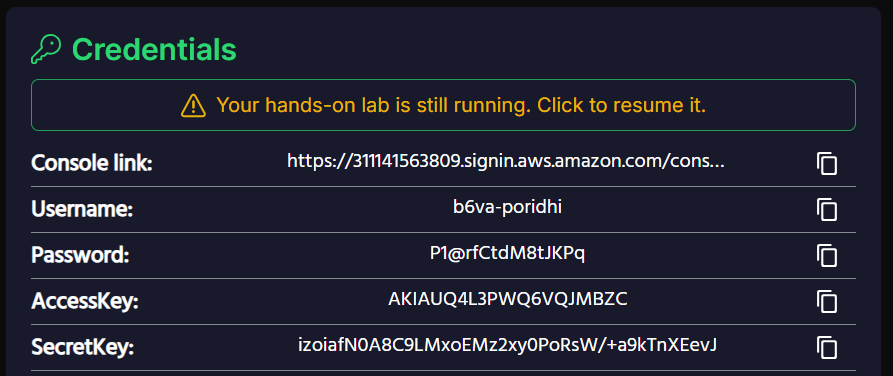 Credentials
Your hands-on lab is still running. Click to resume it.
Console link: https://311141563809.signin.aws.amazon.com/cons...
Username: b6va-poridhi
Password: P1@rfCtdM8tJKPq
AccessKey: AKIAUQ4L3PWQ6VQJMBZC
SecretKey: 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